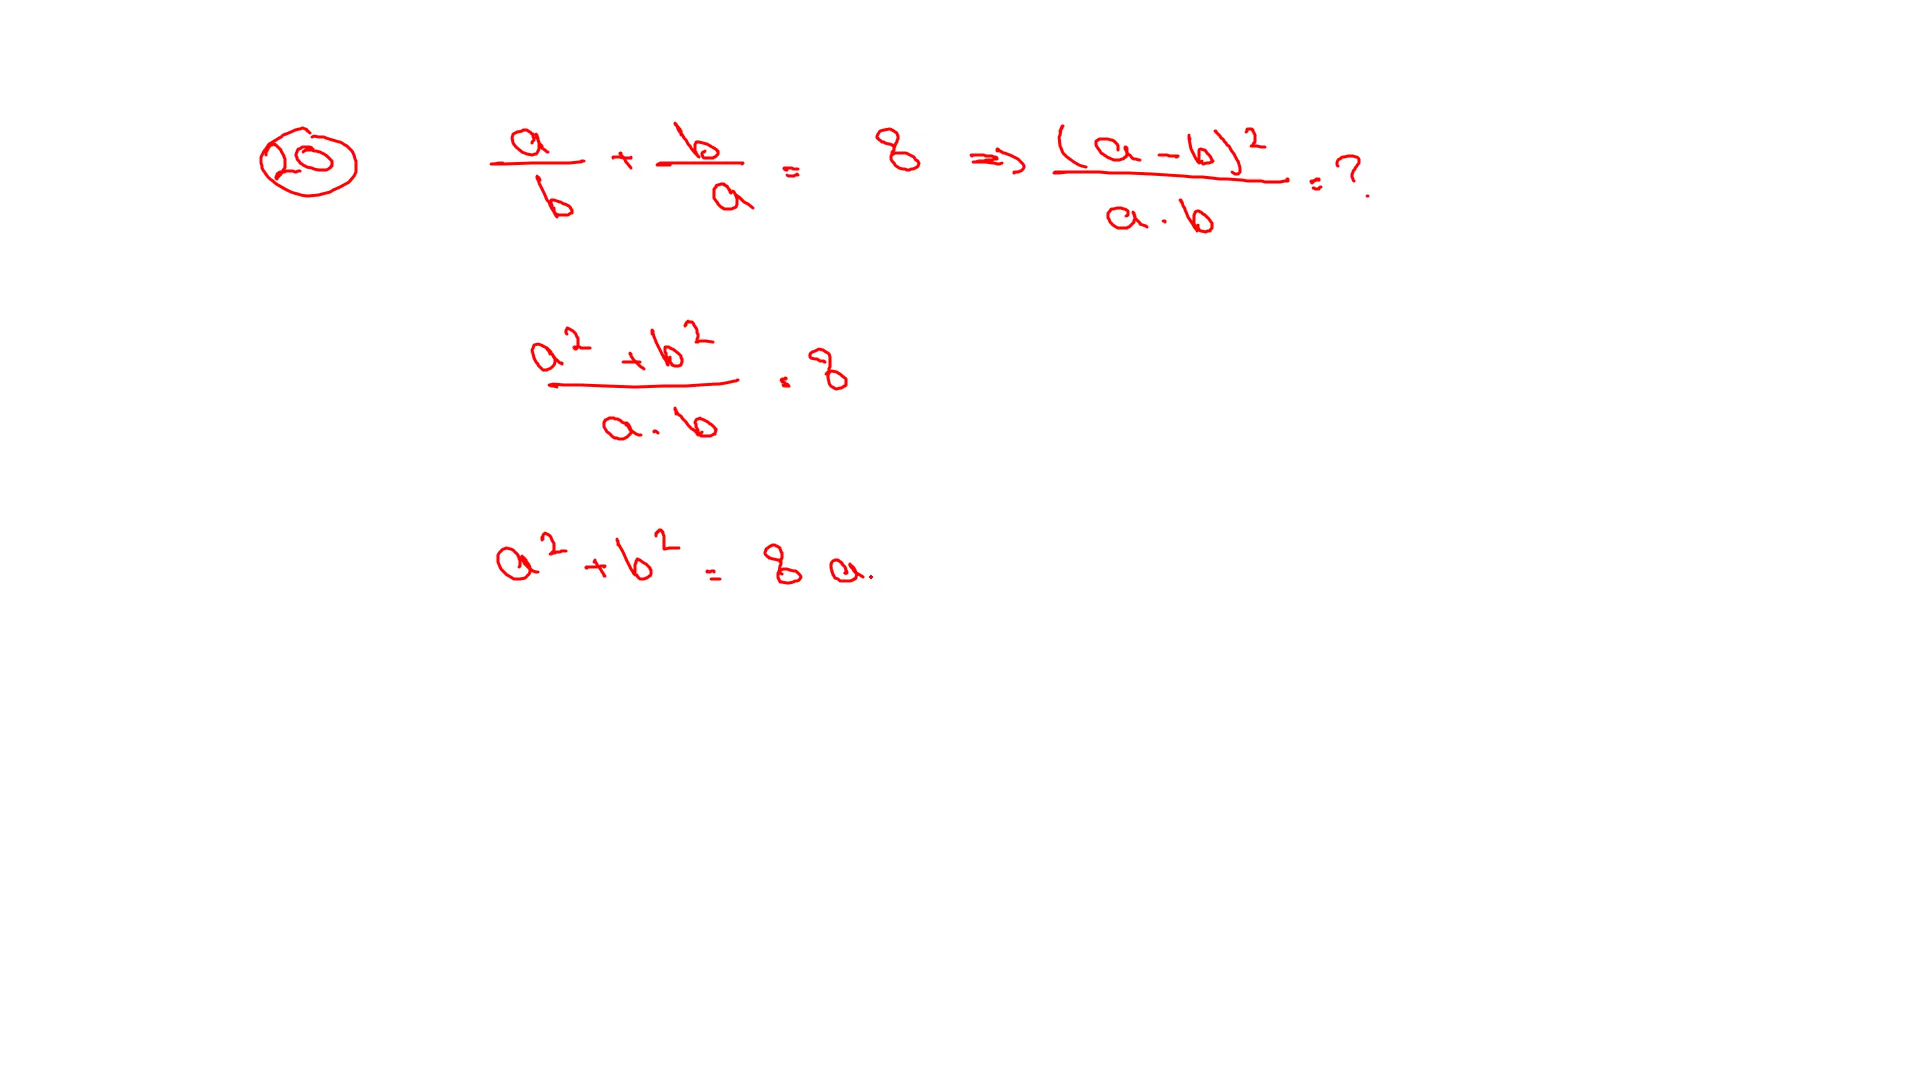 20 a/b + b/a = 8 ⇒ (a-b)²/a.b = ?
a² + b²/a.b = 8
a² + b² = 8 a.